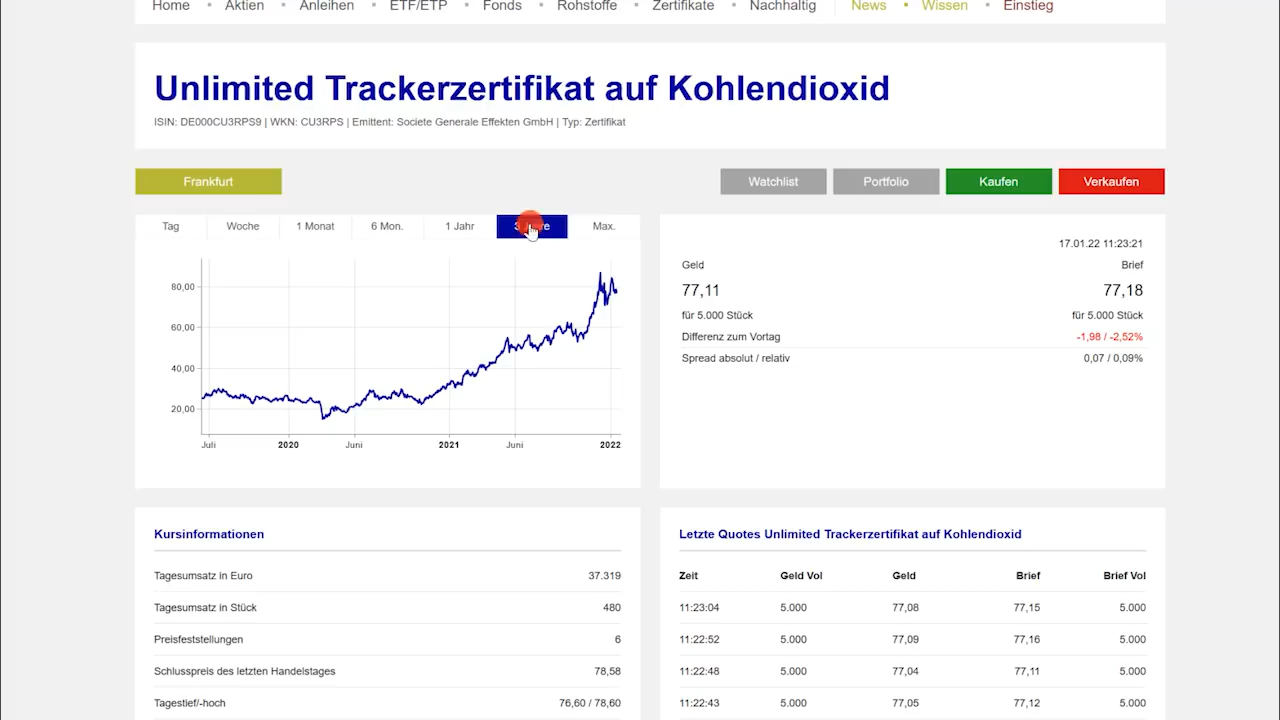 Home Aktien Anleihen ETF/ETP Fonds Rohstoffe Zertifikate Nachhaltig News Wissen Einstieg
Unlimited Trackerzertifikat auf Kohlendioxid
ISIN: DE000CU3RPS9 | WKN: CU3RPS | Emittent: Societe Generale Effekten GmbH | Typ: Zertifikat
Frankfurt
Watchlist Portfolio Kaufen Verkaufen
Tag Woche 1 Monat 6 Mon. 1 Jahr Max.
80,00
60,00
40,00
20,00
Juli 2020 Juni 2021 Juni 2022
17.01.22 11:23:21
Geld Brief
77,11 77,18
für 5.000 Stück für 5.000 Stück
Differenz zum Vortag -1,98 / -2,52%
Spread absolut / relativ 0,07 / 0,09%
Kursinformationen
Tagesumsatz in Euro 37.319
Tagesumsatz in Stück 480
Preisfeststellungen 6
Schlusspreis des letzten Handelstages 78,58
Tagestief/-hoch 76,60 / 78,60
Letzte Quotes Unlimited Trackerzertifikat auf Kohlendioxid
Zeit Geld Vol Geld Brief Brief Vol
11:23:04 5.000 77,08 77,15 5.000
11:22:52 5.000 77,09 77,16 5.000
11:22:48 5.000 77,04 77,11 5.000
11:22:43 5.000 77,05 77,12 5.000